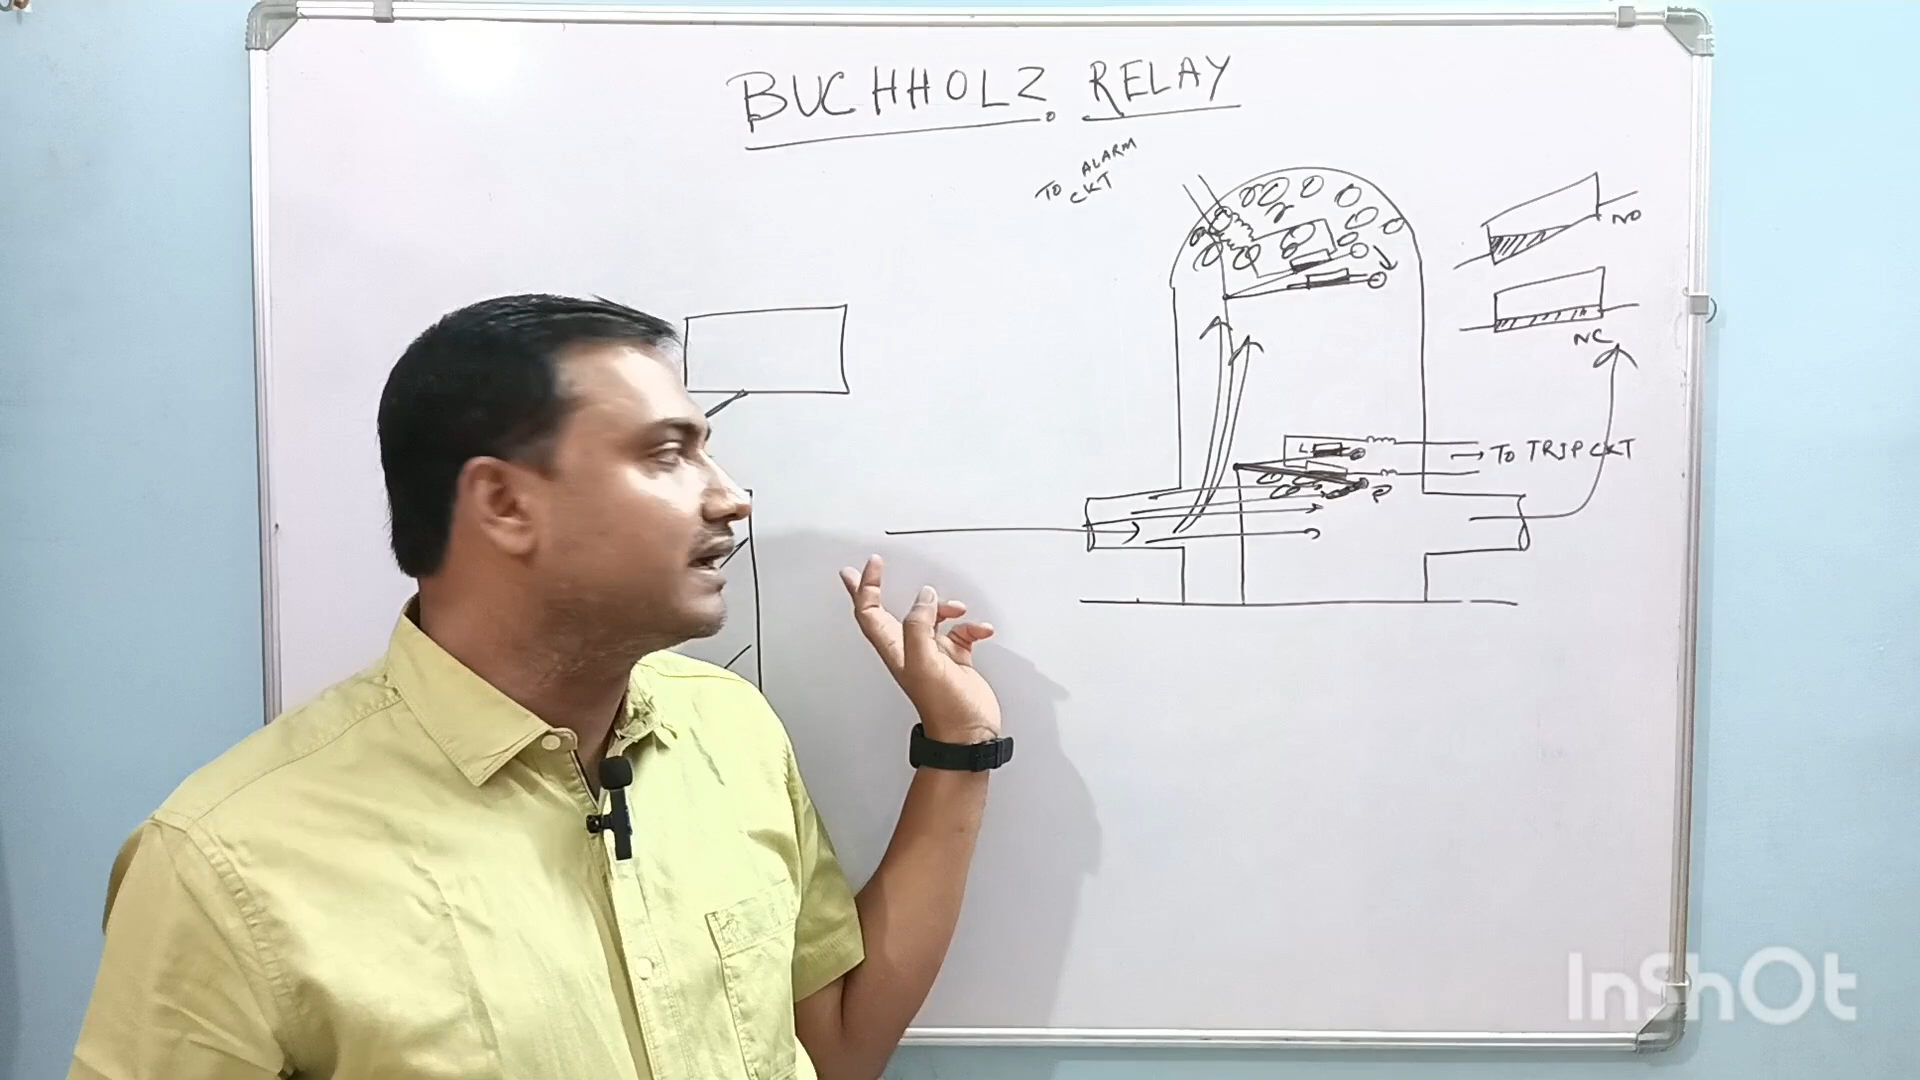 BUCHHOLZ RELAY
TO ALARM
CKT
NO
NC
L
→ TO TRIP CKT
P
InShOt